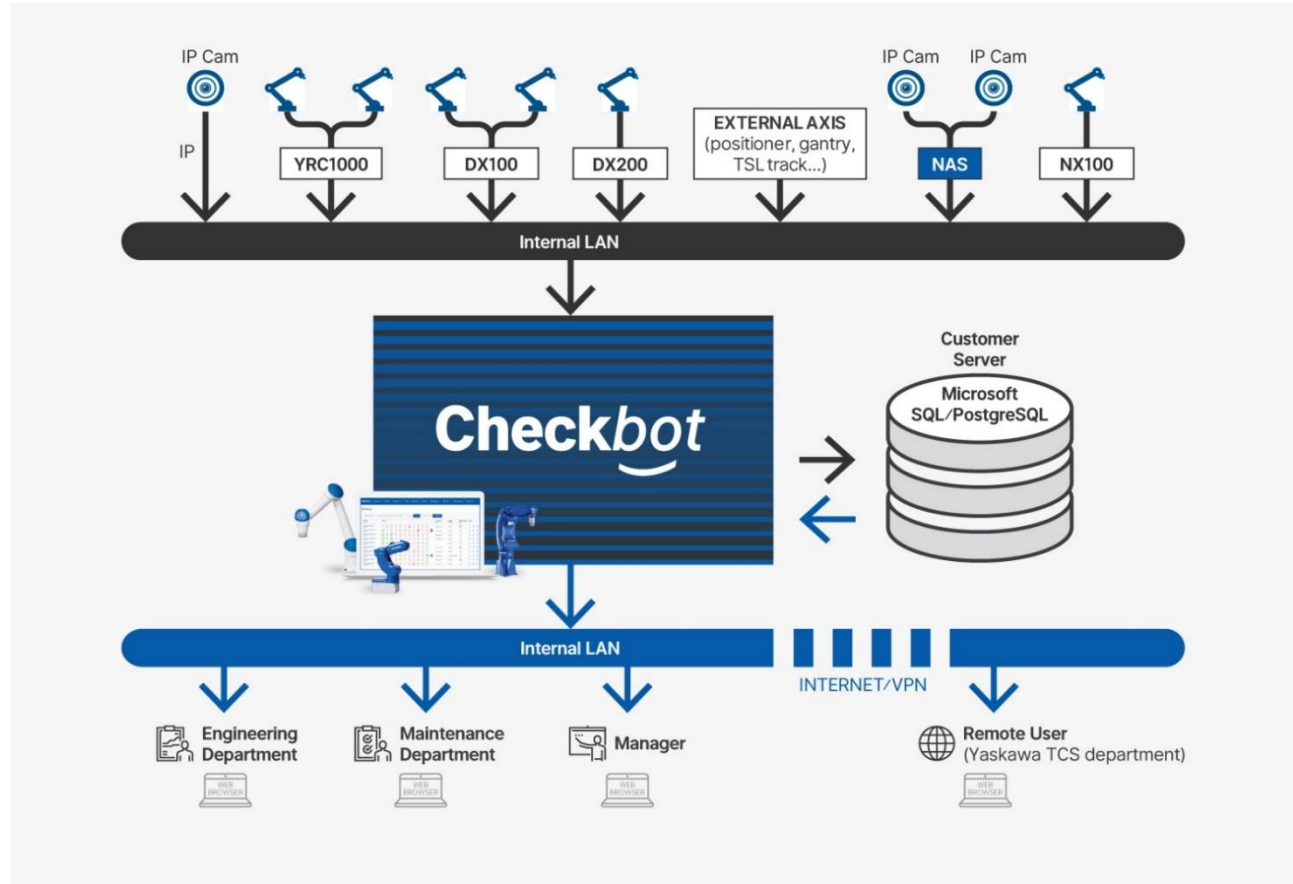 IP Cam
IP Cam
IP Cam
IP
YRC1000
DX100
DX200
EXTERNAL AXIS
(positioner, gantry,
TSL track...)
NAS
NX100
Internal LAN
Checkbot
Customer
Server
Microsoft
SQL/PostgreSQL
Internal LAN
INTERNET/VPN
Engineering
Department
WEB
BROWSER
Maintenance
Department
WEB
BROWSER
Manager
WEB
BROWSER
Remote User
(Yaskawa TCS department)
WEB
BROWSER